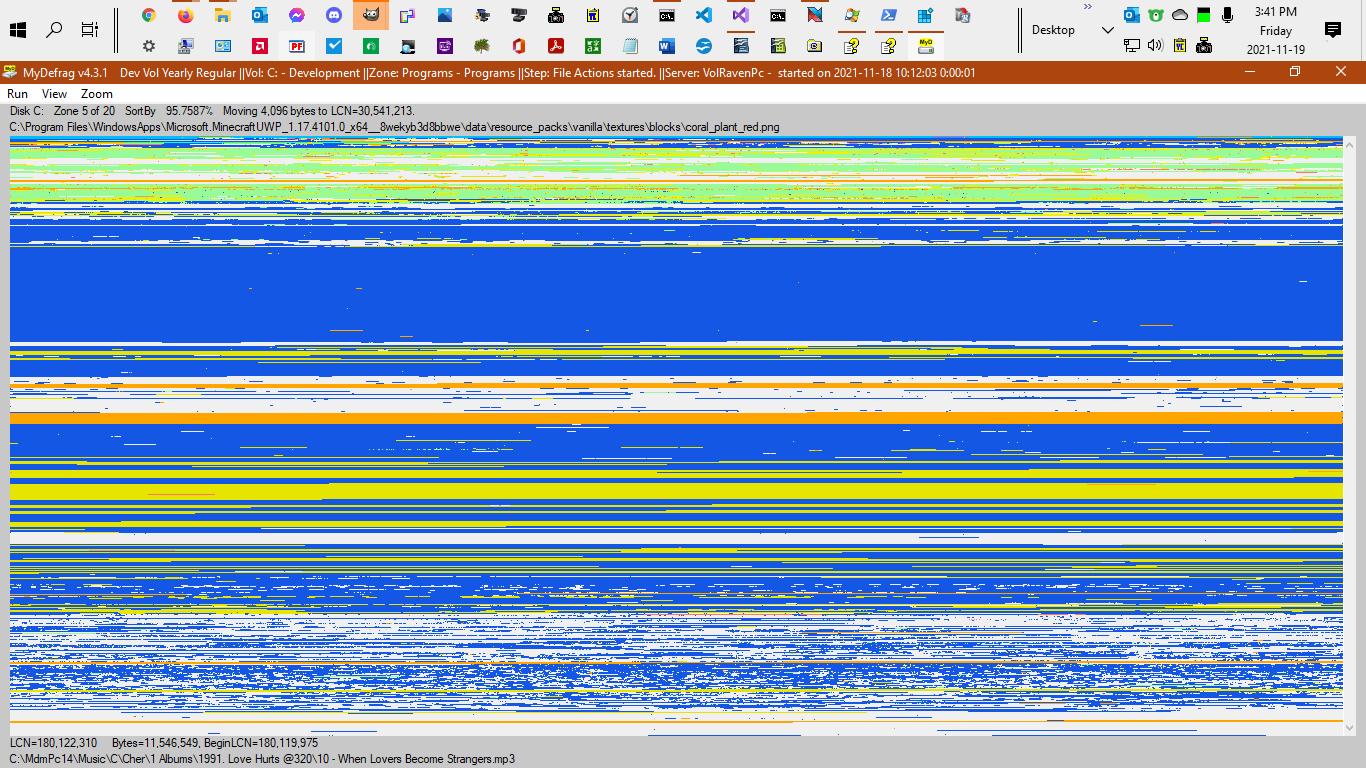 3:41 PM
Desktop
Friday
2021-11-19
MyDefrag v4.3.1 Dev Vol Yearly Regular ||Vol: C: - Development ||Zone: Programs - Programs ||Step: File Actions started. ||Server: VolRavenPc - started on 2021-11-18 10:12:03 0:00:01
Run View Zoom
Disk C: Zone 5 of 20 SortBy 95.7587% Moving 4,096 bytes to LCN=30,541,213.
C:\Program Files\WindowsApps\Microsoft.MinecraftUWP_1.17.4101.0_x64__8wekyb3d8bbwe\data\resource_packs\vanilla\textures\blocks\coral_plant_red.png
LCN=180,122,310 Bytes=11,546,549, BeginLCN=180,119,975
C:\MdmPc14\Music\C\Cher\1 Albums\1991. Love Hurts @320\10 - When Lovers Become Strangers.mp3